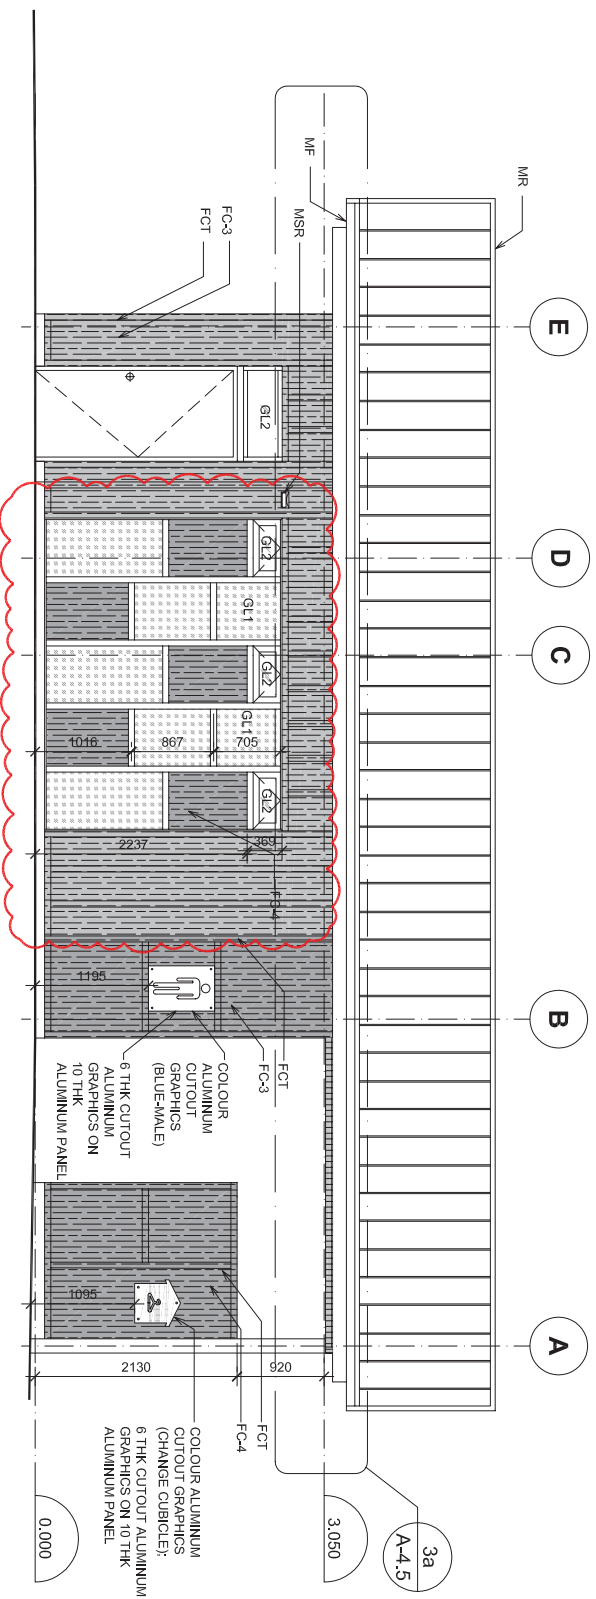 MR
MF
MSR
FC-3
FCT
E
D
C
B
A
GL2
GL2
GL1
GL2
GL1
GL2
1016
867
705
2237
369
FC-4
1195
FCT
FC-3
COLOUR
ALUMINUM
CUTOUT
GRAPHICS
(BLUE-MALE)
6 THK CUTOUT
ALUMINUM
GRAPHICS ON
10 THK
ALUMINUM PANEL
1095
2130
920
FCT
FC-4
COLOUR ALUMINUM
CUTOUT GRAPHICS
(CHANGE CUBICLE);
6 THK CUTOUT ALUMINUM
GRAPHICS ON 10 THK
ALUMINUM PANEL
3a
A-4.5
3.050
0.000